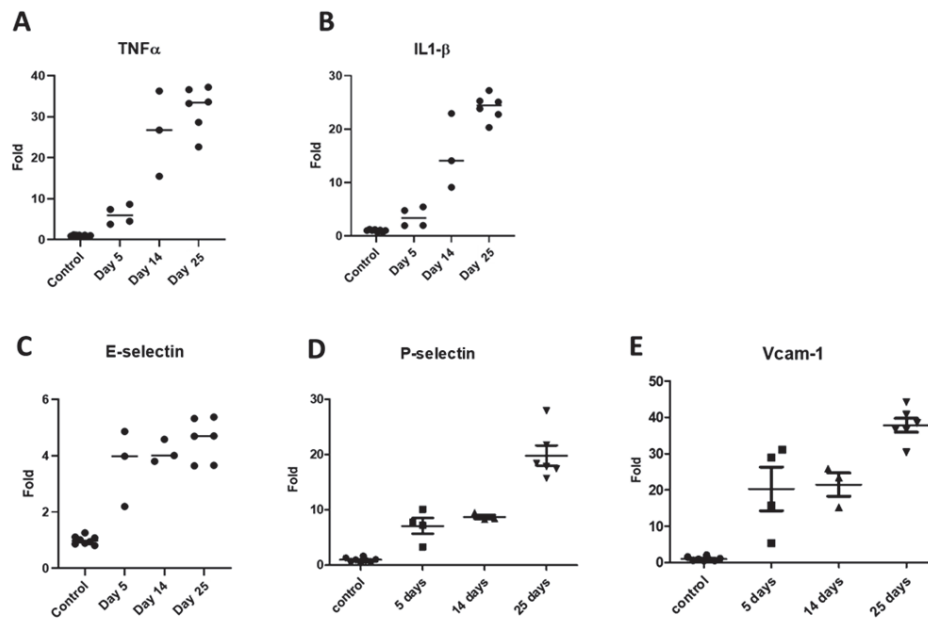 A
TNFα
Fold
40
30
20
10
0
Control
Day 5
Day 14
Day 25
B
IL1-β
Fold
30
20
10
0
Control
Day 5
Day 14
Day 25
C
E-selectin
Fold
6
4
2
0
Control
Day 5
Day 14
Day 25
D
P-selectin
Fold
30
20
10
0
control
5 days
14 days
25 days
E
Vcam-1
Fold
50
40
30
20
10
0
control
5 days
14 days
25 days